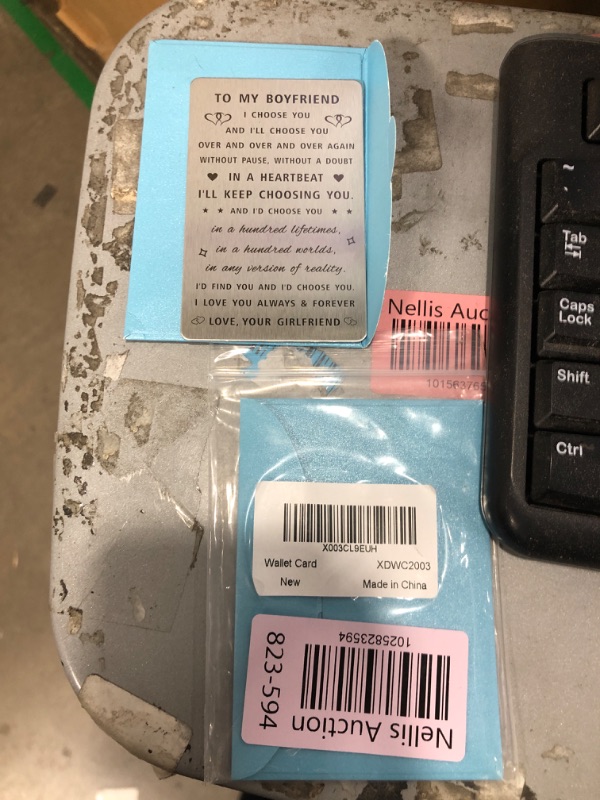 TO MY BOYFRIEND
I CHOOSE YOU
AND I'LL CHOOSE YOU
OVER AND OVER AND OVER AGAIN
WITHOUT PAUSE, WITHOUT A DOUBT
IN A HEARTBEAT
I'LL KEEP CHOOSING YOU.
AND I'D CHOOSE YOU
in a hundred lifetimes,
in a hundred worlds,
in any version of reality.
I'D FIND YOU AND I'D CHOOSE YOU.
I LOVE YOU ALWAYS & FOREVER
LOVE, YOUR GIRLFRIEND
Nellis Auc
~
Tab
Caps
Lock
Shift
Ctrl
X003CL9EUH
Wallet Card XDWC2003
New Made in China
1025823594
823-594
Nellis Auction